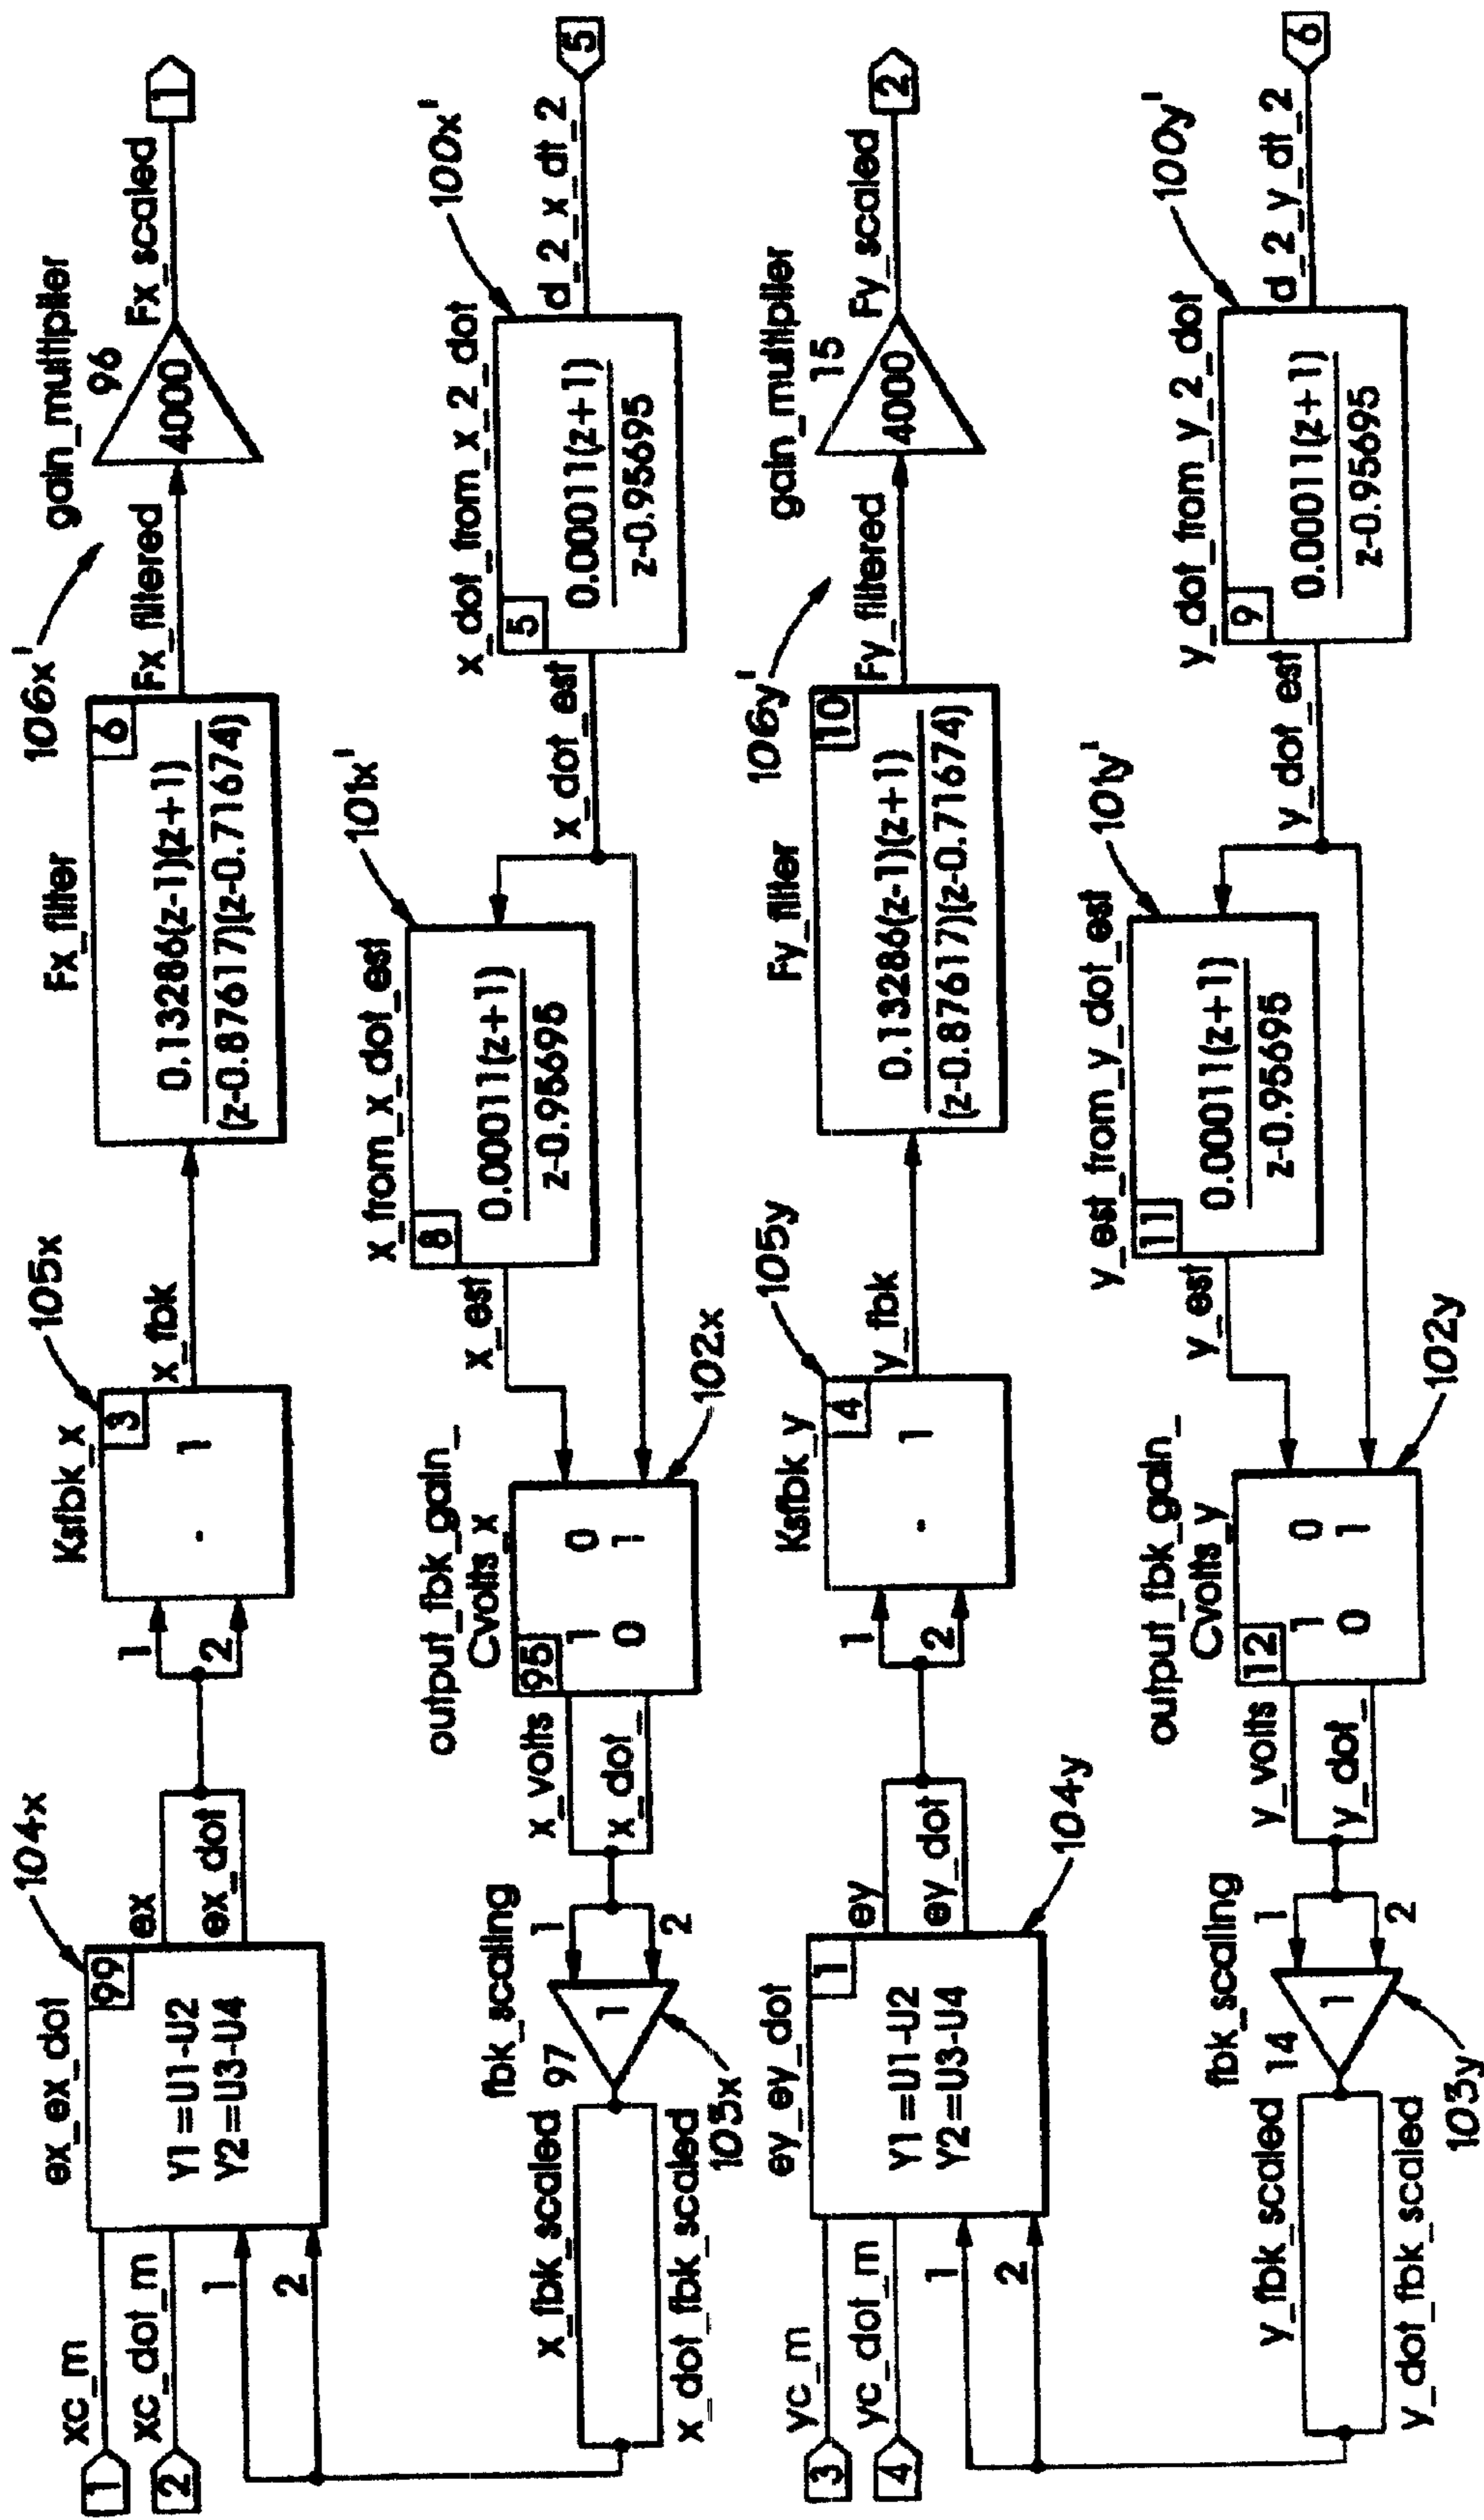 104x
105x
106x'
ex_ex_dot
Ksfbk_x
Fx_filter
gain_multiplier
1
xc_m
99
ex
3
x_fbk
6
Fx_filtered
96
Fx_scaled
1
2
xc_dot_m
Y1=U1-U2
Y2=U3-U4
ex_dot
1
2
. 1
0.13286(z-1)(z+1)
(z-0.87617)(z-0.71674)
4000
1
2
101x'
100x'
x_from_x_dot_est
x_dot_from_x_2_dot
fbk_scaling
output_fbk_gain_
Cvolts_x
x_est
8
0.00011(z+1)
z-0.95695
x_dot_est
5
0.00011(z+1)
z-0.95695
d_2_x_dt_2
5
x_fbk_scaled
97
1
1
2
x_volts
x_dot_
95
1 0
0 1
x_dot_fbk_scaled
103x
102x
104y
105y
106y'
ey_ey_dot
Ksfbk_y
Fy_filter
gain_multiplier
3
yc_m
1
ey
4
y_fbk
10
Fy_filtered
15
Fy_scaled
2
4
yc_dot_m
Y1=U1-U2
Y2=U3-U4
ey_dot
1
2
. 1
0.13286(z-1)(z+1)
(z-0.87617)(z-0.71674)
4000
1
2
101y'
100y'
y_est_from_y_dot_est
y_dot_from_y_2_dot
fbk_scaling
output_fbk_gain_
Cvolts_y
y_est
11
0.00011(z+1)
z-0.95695
y_dot_est
9
0.00011(z+1)
z-0.95695
d_2_y_dt_2
6
y_fbk_scaled
14
1
1
2
y_volts
y_dot_
12
1 0
0 1
y_dot_fbk_scaled
103y
102y